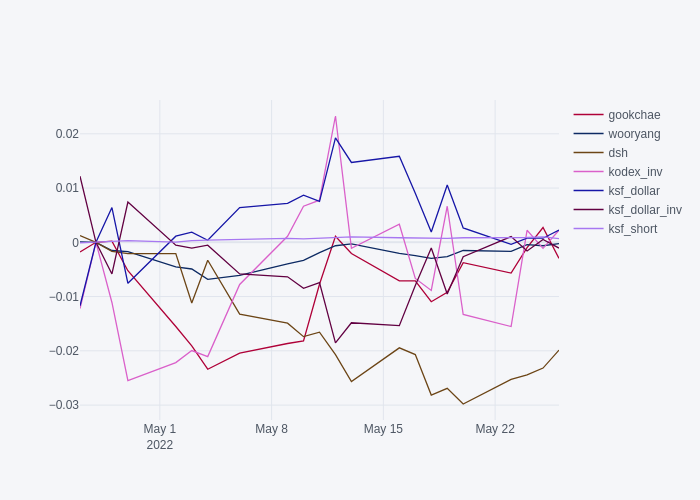 0.02
0.01
0
−0.01
−0.02
−0.03
May 1
2022
May 8
May 15
May 22
gookchae
wooryang
dsh
kodex_inv
ksf_dollar
ksf_dollar_inv
ksf_short